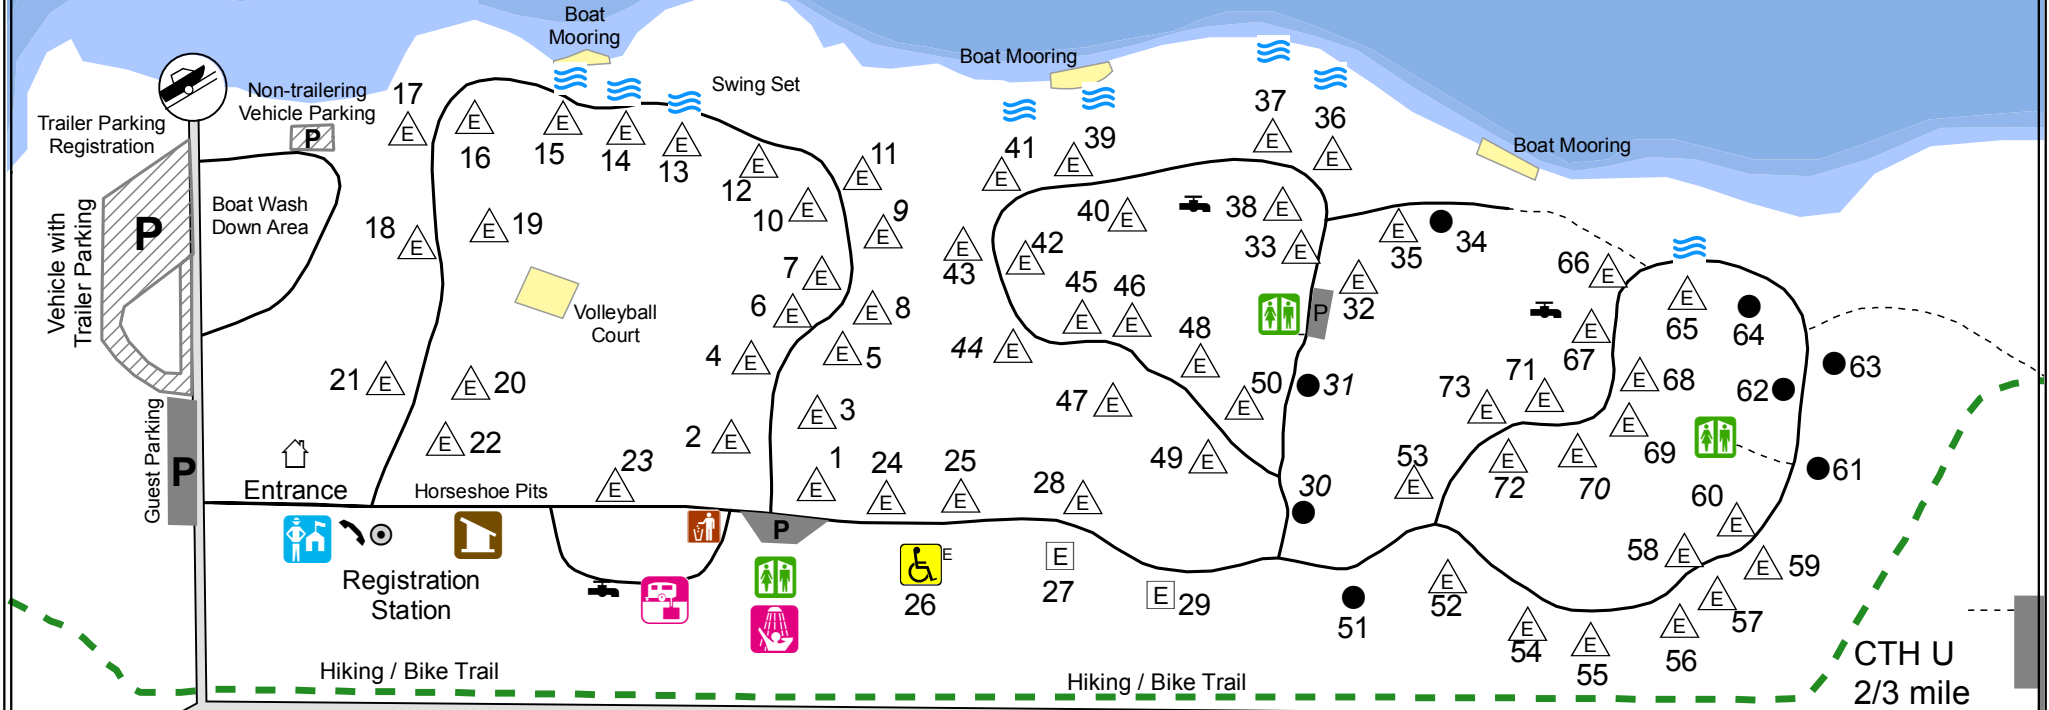 Boat
Mooring
Boat Mooring
Boat Mooring
Swing Set
Non-trailering
Vehicle Parking
P
Trailer Parking
Registration
Vehicle with
Trailer Parking
P
Boat Wash
Down Area
Guest Parking
P
Entrance
Horseshoe Pits
Volleyball
Court
Registration
Station
P
P
Hiking / Bike Trail
Hiking / Bike Trail
CTH U
2/3 mile
E 1
E 2
E 3
E 4
E 5
E 6
E 7
E 8
E 9
E 10
E 11
E 12
E 13
E 14
E 15
E 16
E 17
E 18
E 19
E 20
E 21
E 22
E 23
E 24
E 25
E 26
E 27
E 28
E 29
30
31
E 32
E 33
34
E 35
E 36
E 37
E 38
E 39
E 40
E 41
E 42
E 43
E 44
E 45
E 46
E 47
E 48
E 49
E 50
51
E 52
E 53
E 54
E 55
E 56
E 57
E 58
E 59
E 60
61
62
63
64
E 65
E 66
E 67
E 68
E 69
E 70
E 71
E 72
E 73